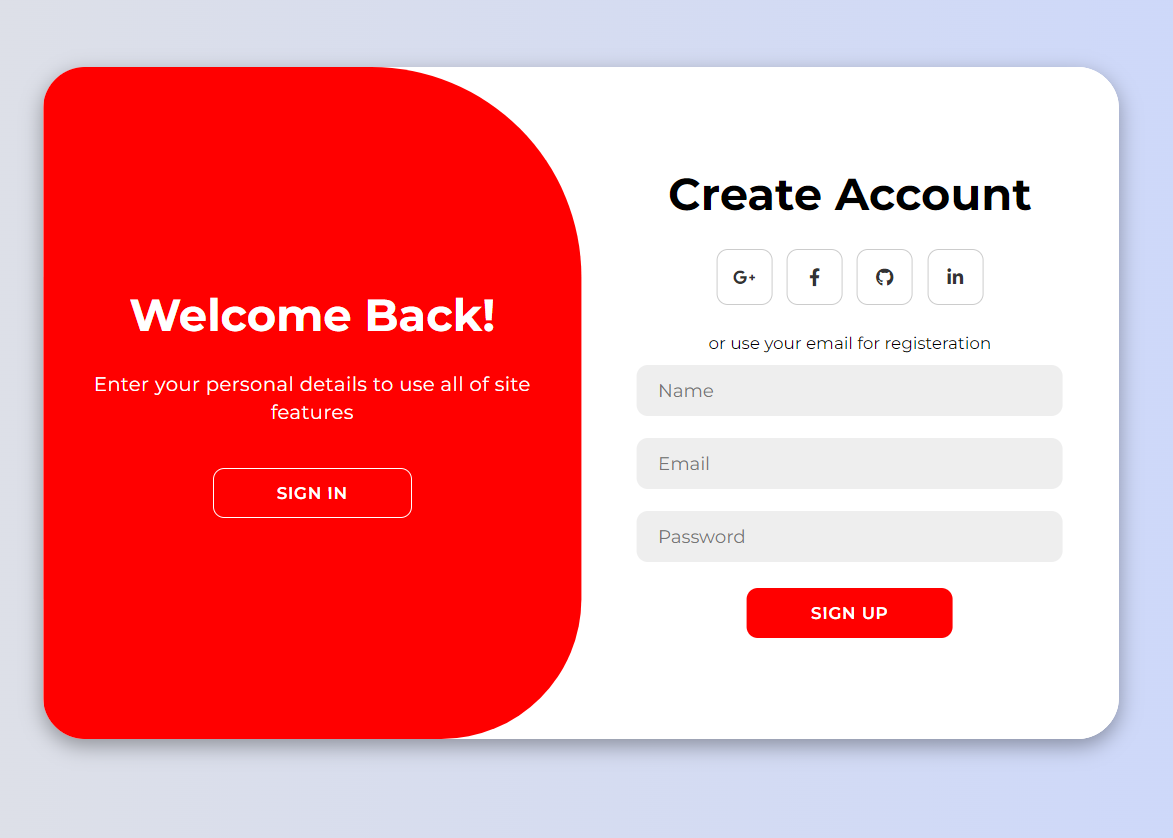 Welcome Back!
Enter your personal details to use all of site
features
SIGN IN
Create Account
G+
f
in
or use your email for registeration
Name
Email
Password
SIGN UP